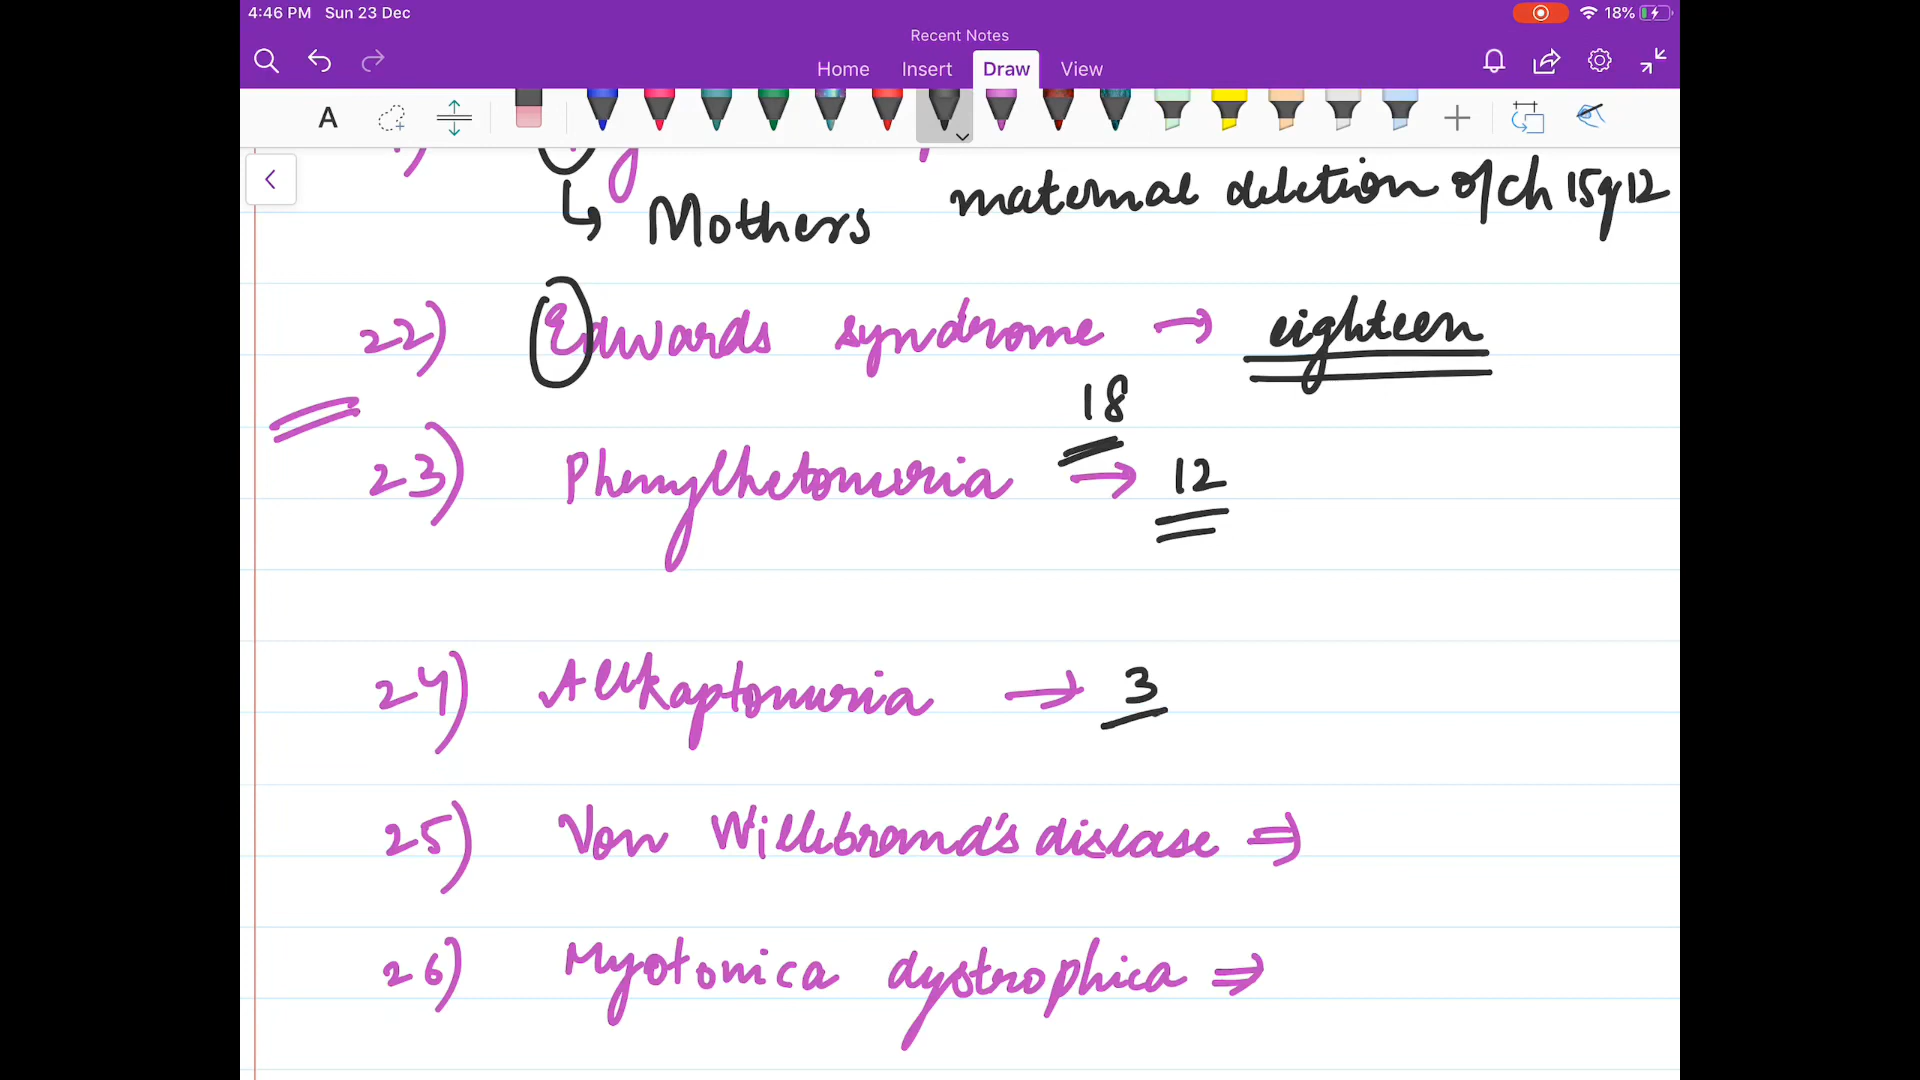 4:46 PM Sun 23 Dec
18%
Recent Notes
Home Insert Draw View
A
Mothers maternal deletion of ch 15q12
22) Edwards syndrome → eighteen
18
23) Phenylketonuria → 12
24) Alkaptonuria → 3
25) Von Willebrand's disease ⇒
26) Myotonica dystrophica ⇒